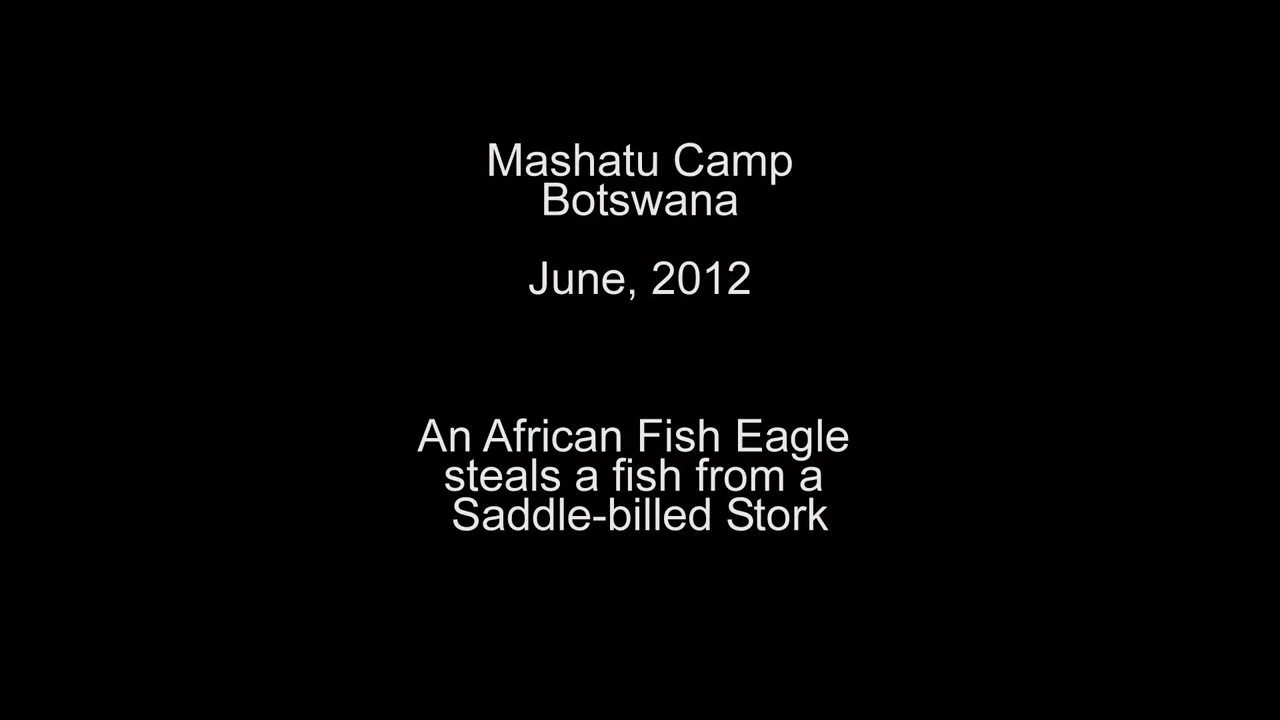 Mashatu Camp
Botswana
June, 2012
An African Fish Eagle
steals a fish from a
Saddle-billed Stork